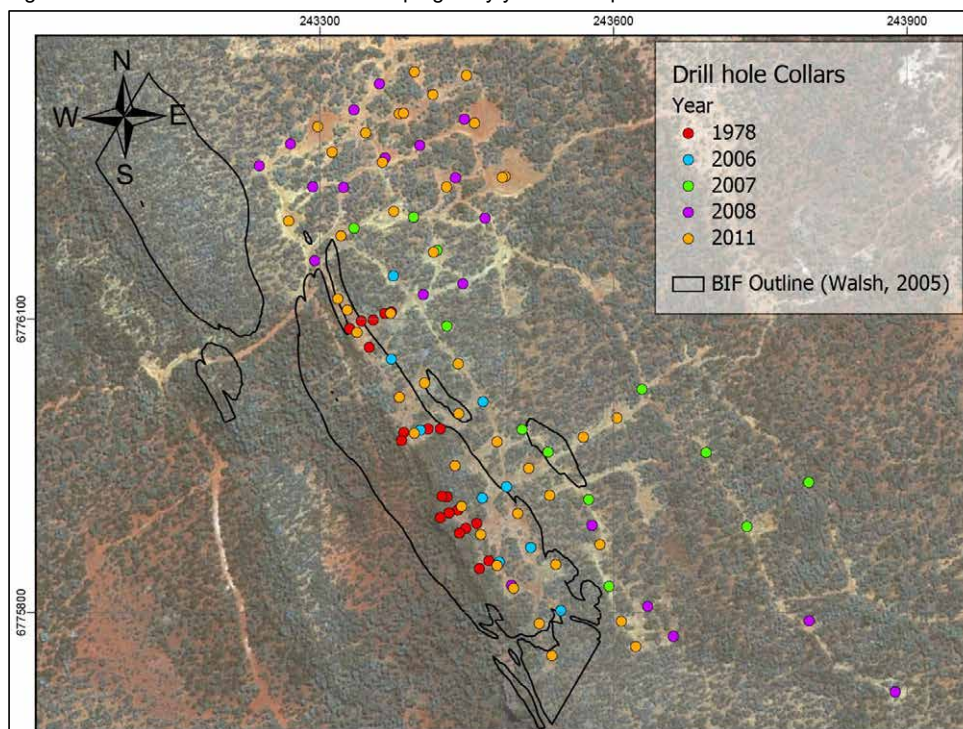 243300 243600 243900
N
W E
S
Drill hole Collars
Year
1978
2006
2007
2008
2011
BIF Outline (Walsh, 2005)
6776100
6775800